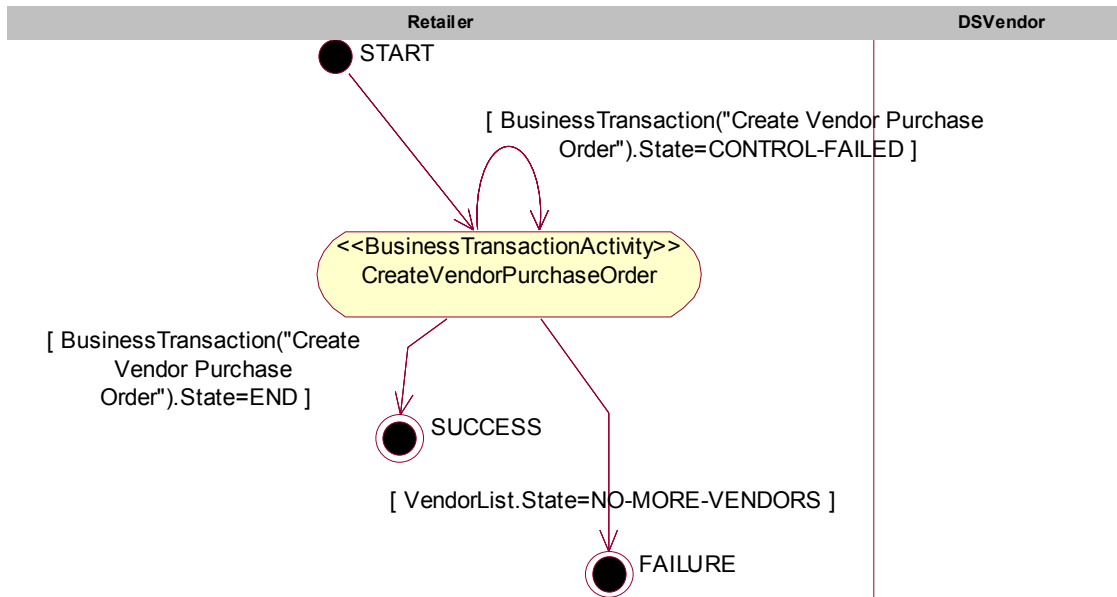 Retailer
DSVendor
START
[ BusinessTransaction("Create Vendor Purchase
Order").State=CONTROL-FAILED ]
<<BusinessTransactionActivity>>
CreateVendorPurchaseOrder
[ BusinessTransaction("Create
Vendor Purchase
Order").State=END ]
SUCCESS
[ VendorList.State=NO-MORE-VENDORS ]
FAILURE